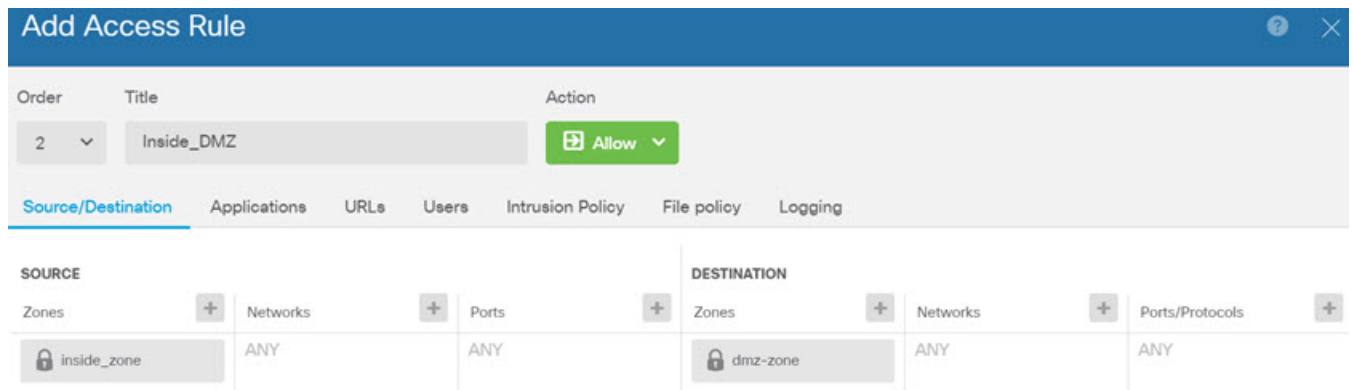 Add Access Rule
Order Title Action
2 Inside_DMZ Allow
Source/Destination Applications URLs Users Intrusion Policy File policy Logging
SOURCE DESTINATION
Zones Networks Ports Zones Networks Ports/Protocols
inside_zone ANY ANY dmz-zone ANY ANY